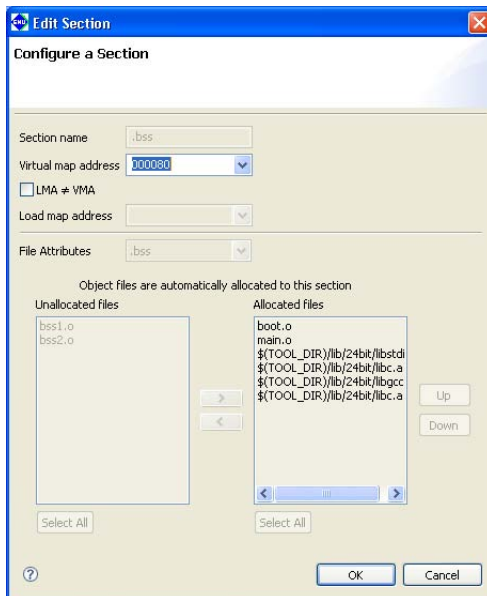 GNU Edit Section
Configure a Section
Section name .bss
Virtual map address 000080
LMA ≠ VMA
Load map address
File Attributes .bss
Object files are automatically allocated to this section
Unallocated files
bss1.o
bss2.o
>
<
Select All
Allocated files
boot.o
main.o
$(TOOL_DIR)/lib/24bit/libstdi
$(TOOL_DIR)/lib/24bit/libc.a
$(TOOL_DIR)/lib/24bit/libgcc
$(TOOL_DIR)/lib/24bit/libc.a
Select All
Up
Down
?
OK Cancel